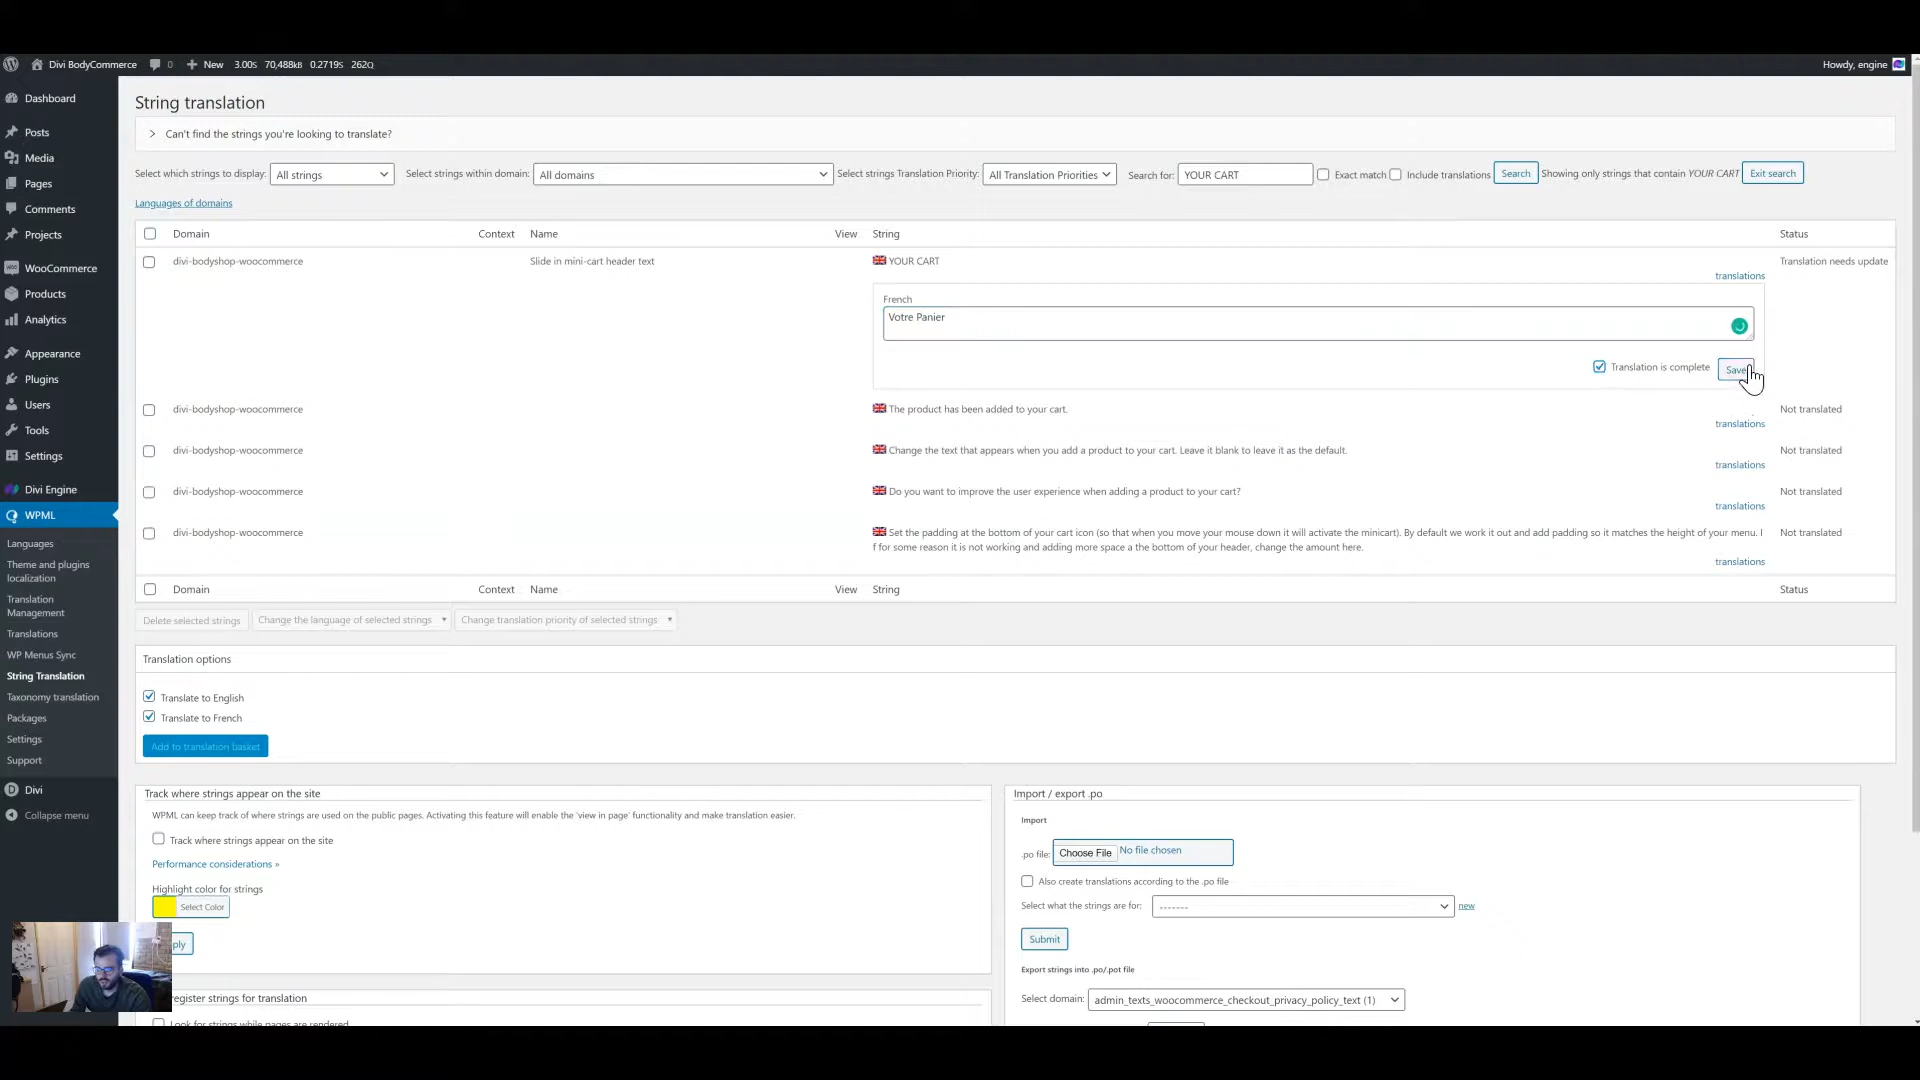 Divi BodyCommerce 0 New 3.00s 70,488kB 0.2719s 262Q Howdy, engine
Dashboard
Posts
Media
Pages
Comments
Projects
WooCommerce
Products
Analytics
Appearance
Plugins
Users
Tools
Settings
Divi Engine
WPML
Languages
Theme and plugins
localization
Translation
Management
Translations
WP Menus Sync
String Translation
Taxonomy translation
Packages
Settings
Support
Divi
Collapse menu
String translation
Can't find the strings you're looking to translate?
Select which strings to display: All strings Select strings within domain: All domains Select strings Translation Priority: All Translation Priorities Search for: YOUR CART Exact match Include translations Search Showing only strings that contain YOUR CART Exit search
Languages of domains
Domain Context Name View String Status
divi-bodyshop-woocommerce Slide in mini-cart header text YOUR CART Translation needs update
translations
French
Votre Panier
Translation is complete Save
divi-bodyshop-woocommerce The product has been added to your cart. Not translated
translations
divi-bodyshop-woocommerce Change the text that appears when you add a product to your cart. Leave it blank to leave it as the default. Not translated
translations
divi-bodyshop-woocommerce Do you want to improve the user experience when adding a product to your cart? Not translated
translations
divi-bodyshop-woocommerce Set the padding at the bottom of your cart icon (so that when you move your mouse down it will activate the minicart). By default we work it out and add padding so it matches the height of your menu. I Not translated
f for some reason it is not working and adding more space a the bottom of your header, change the amount here.
translations
Domain Context Name View String Status
Delete selected strings Change the language of selected strings Change translation priority of selected strings
Translation options
Translate to English
Translate to French
Add to translation basket
Track where strings appear on the site
WPML can keep track of where strings are used on the public pages. Activating this feature will enable the 'view in page' functionality and make translation easier.
Track where strings appear on the site
Performance considerations »
Highlight color for strings
Select Color
ply
register strings for translation
Look for strings while pages are rendered
Import / export .po
Import
.po file: Choose File No file chosen
Also create translations according to the .po file
Select what the strings are for: ------- new
Submit
Export strings into .po/.pot file
Select domain: admin_texts_woocommerce_checkout_privacy_policy_text (1)